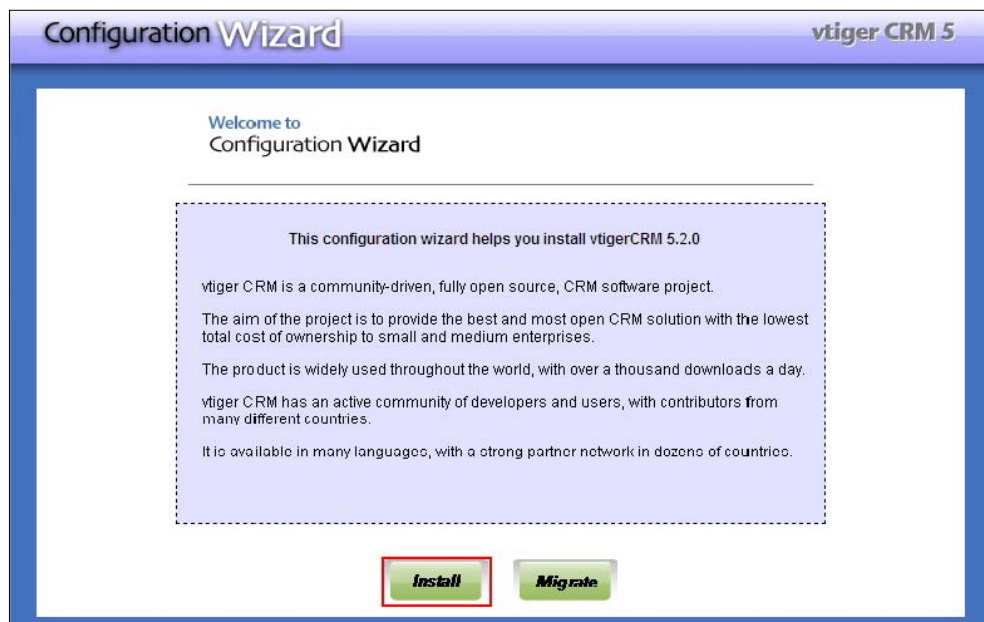 Configuration Wizard
vtiger CRM 5
Welcome to
Configuration Wizard
This configuration wizard helps you install vtigerCRM 5.2.0
vtiger CRM is a community-driven, fully open source, CRM software project.
The aim of the project is to provide the best and most open CRM solution with the lowest
total cost of ownership to small and medium enterprises.
The product is widely used throughout the world, with over a thousand downloads a day.
vtiger CRM has an active community of developers and users, with contributors from
many different countries.
It is available in many languages, with a strong partner network in dozens of countries.
Install
Migrate